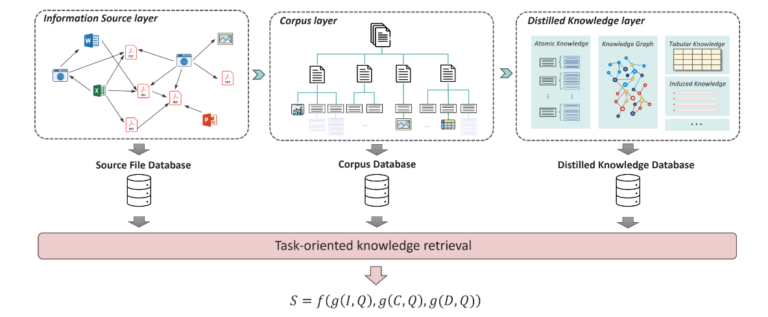 Information Source layer
Corpus layer
Distilled Knowledge layer
Atomic Knowledge
Knowledge Graph
Tabular Knowledge
Induced Knowledge
Source File Database
Corpus Database
Distilled Knowledge Database
Task-oriented knowledge retrieval
S = f(g(I, Q), g(C, Q), g(D, Q))